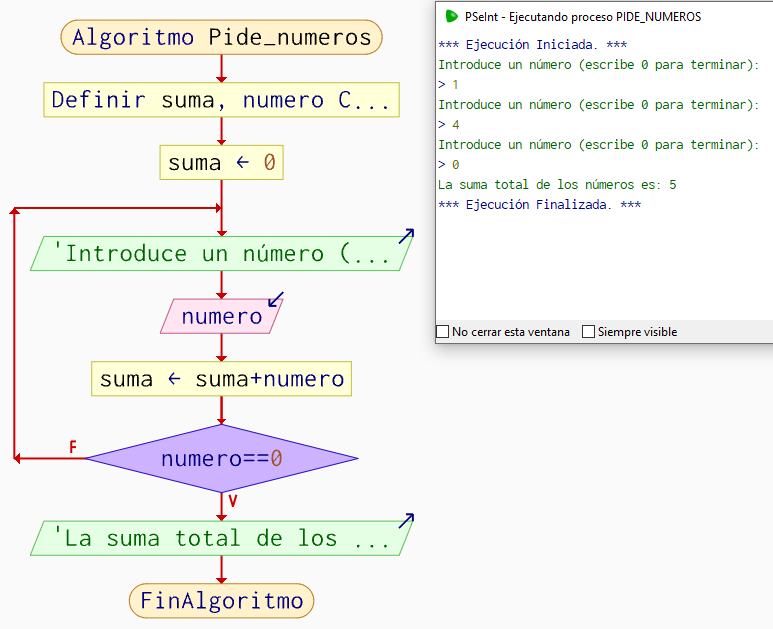 Algoritmo Pide_numeros
Definir suma, numero C...
suma ← 0
'Introduce un número (...
numero
suma ← suma+numero
numero==0
F
V
'La suma total de los ...
FinAlgoritmo
PSeInt - Ejecutando proceso PIDE_NUMEROS
*** Ejecución Iniciada. ***
Introduce un número (escribe 0 para terminar):
> 1
Introduce un número (escribe 0 para terminar):
> 4
Introduce un número (escribe 0 para terminar):
> 0
La suma total de los números es: 5
*** Ejecución Finalizada. ***
No cerrar esta ventana Siempre visible